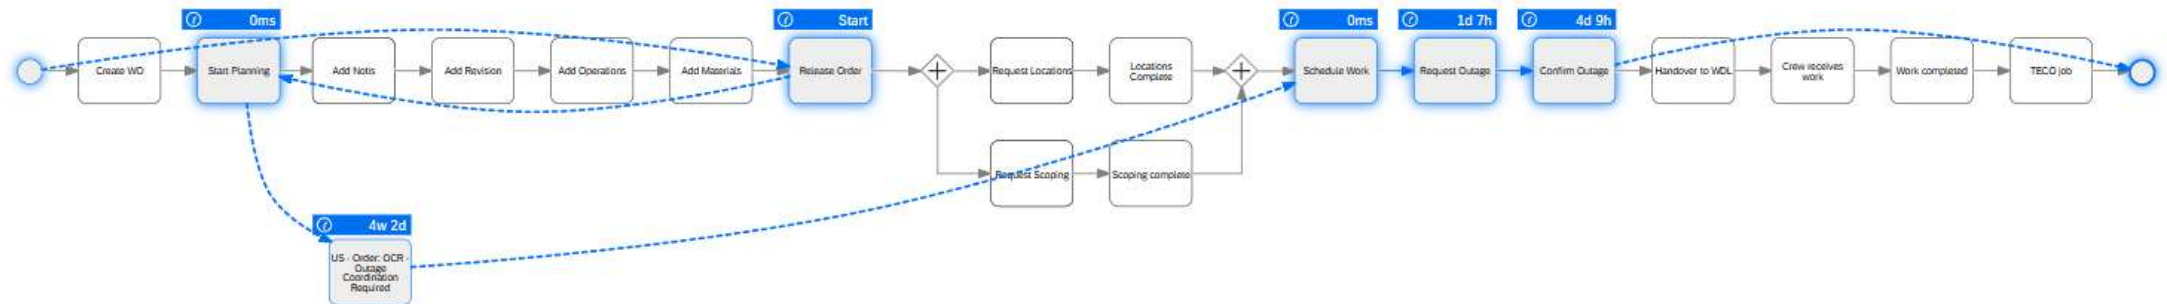 0ms
Start
0ms
1d 7h
4d 9h
Create WO
Start Planning
Add Notis
Add Revision
Add Operations
Add Materials
Release Order
Request Locations
Locations
Complete
Schedule Work
Request Outage
Confirm Outage
Handover to WDL
Crew receives
work
Work completed
TECO job
Request Scoping
Scoping complete
4w 2d
US - Order: OCR -
Outage
Coordination
Required